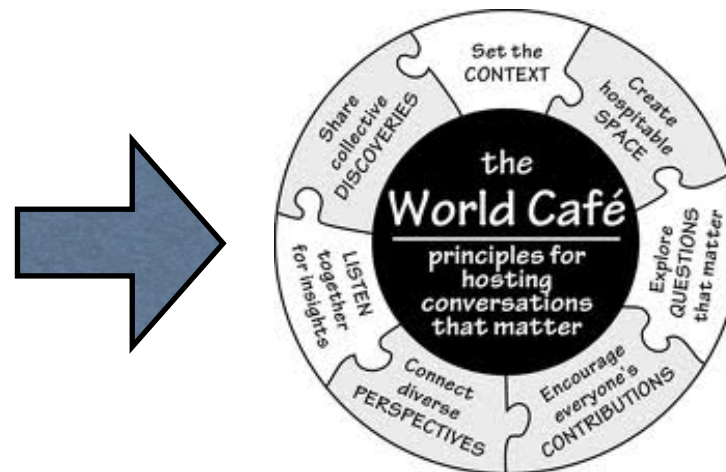 the
World Café
principles for
hosting
conversations
that matter
Set the
CONTEXT
Create
hospitable
SPACE
Explore
QUESTIONS
that matter
Encourage
everyone's
CONTRIBUTIONS
Connect
diverse
PERSPECTIVES
LISTEN
together
for insights
Share
collective
DISCOVERIES